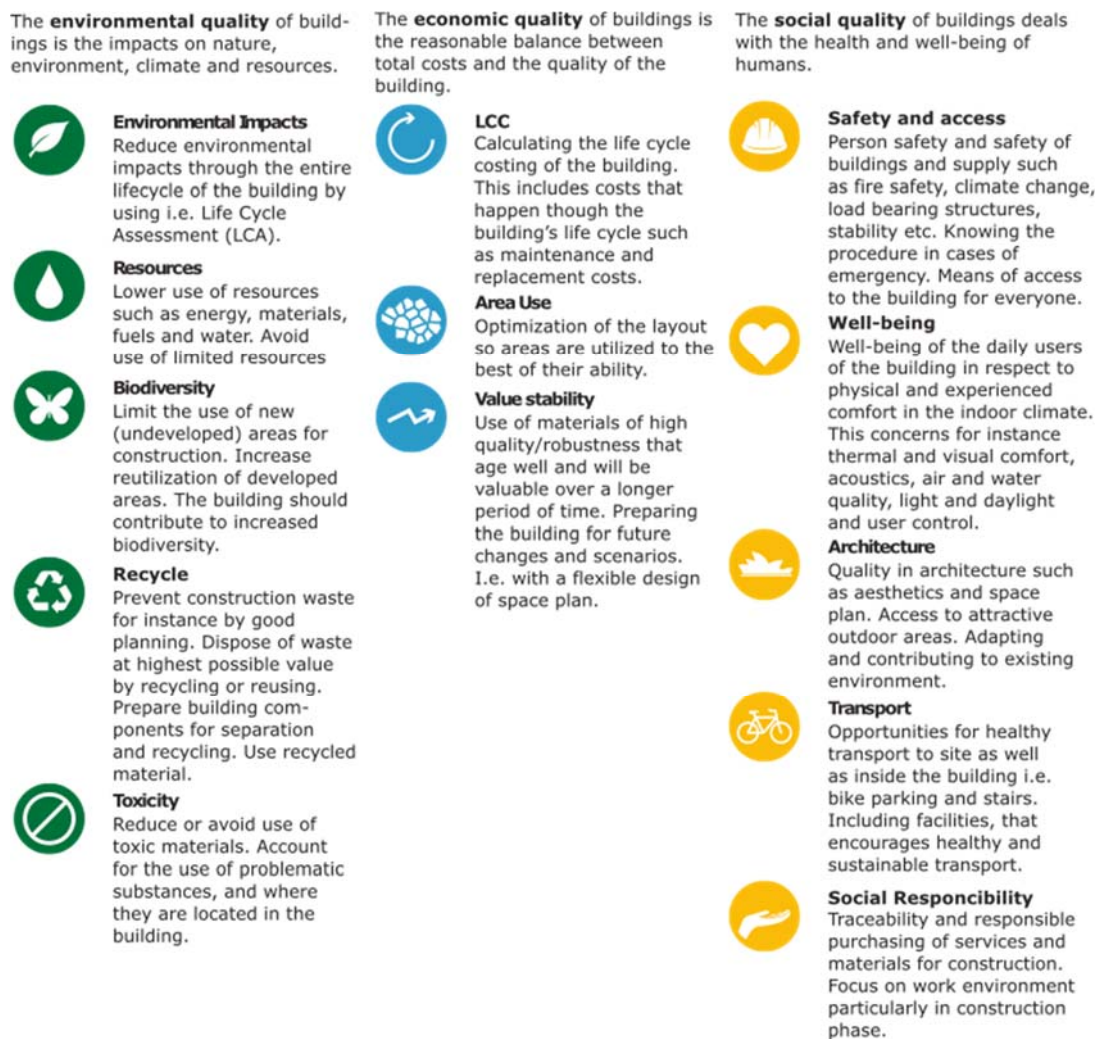 The environmental quality of build-
ings is the impacts on nature,
environment, climate and resources.
Environmental Impacts
Reduce environmental
impacts through the entire
lifecycle of the building by
using i.e. Life Cycle
Assessment (LCA).
Resources
Lower use of resources
such as energy, materials,
fuels and water. Avoid
use of limited resources
Biodiversity
Limit the use of new
(undeveloped) areas for
construction. Increase
reutilization of developed
areas. The building should
contribute to increased
biodiversity.
Recycle
Prevent construction waste
for instance by good
planning. Dispose of waste
at highest possible value
by recycling or reusing.
Prepare building com-
ponents for separation
and recycling. Use recycled
material.
Toxicity
Reduce or avoid use of
toxic materials. Account
for the use of problematic
substances, and where
they are located in the
building.
The economic quality of buildings is
the reasonable balance between
total costs and the quality of the
building.
LCC
Calculating the life cycle
costing of the building.
This includes costs that
happen though the
building's life cycle such
as maintenance and
replacement costs.
Area Use
Optimization of the layout
so areas are utilized to the
best of their ability.
Value stability
Use of materials of high
quality/robustness that
age well and will be
valuable over a longer
period of time. Preparing
the building for future
changes and scenarios.
I.e. with a flexible design
of space plan.
The social quality of buildings deals
with the health and well-being of
humans.
Safety and access
Person safety and safety of
buildings and supply such
as fire safety, climate change,
load bearing structures,
stability etc. Knowing the
procedure in cases of
emergency. Means of access
to the building for everyone.
Well-being
Well-being of the daily users
of the building in respect to
physical and experienced
comfort in the indoor climate.
This concerns for instance
thermal and visual comfort,
acoustics, air and water
quality, light and daylight
and user control.
Architecture
Quality in architecture such
as aesthetics and space
plan. Access to attractive
outdoor areas. Adapting
and contributing to existing
environment.
Transport
Opportunities for healthy
transport to site as well
as inside the building i.e.
bike parking and stairs.
Including facilities, that
encourages healthy and
sustainable transport.
Social Responcibility
Traceability and responsible
purchasing of services and
materials for construction.
Focus on work environment
particularly in construction
phase.